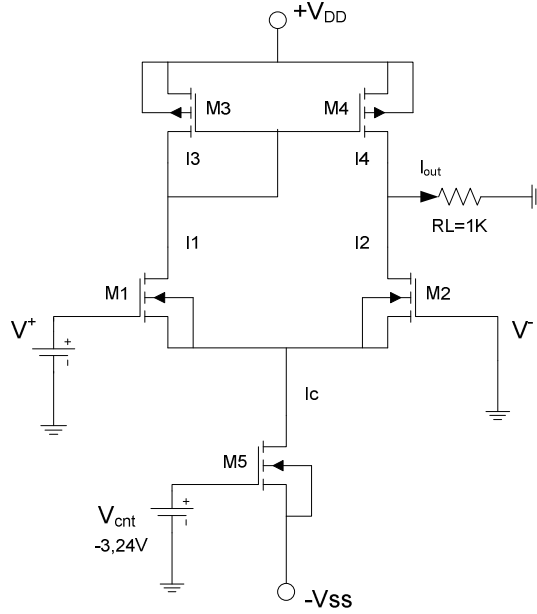 +VDD
M3
M4
I3
I4
Iout
RL=1K
I1
I2
M1
M2
V+
+
-
V-
Ic
M5
Vcnt
-3,24V
+
-
-Vss